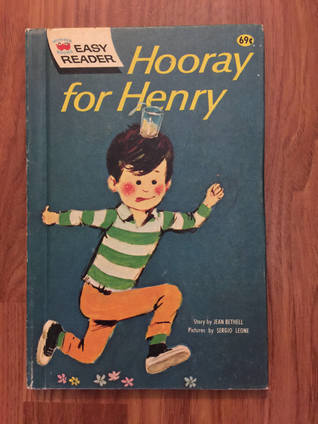 EASY
READER
69¢
Hooray
for Henry
Story by JEAN BETHELL
Pictures by SERGIO LEONE